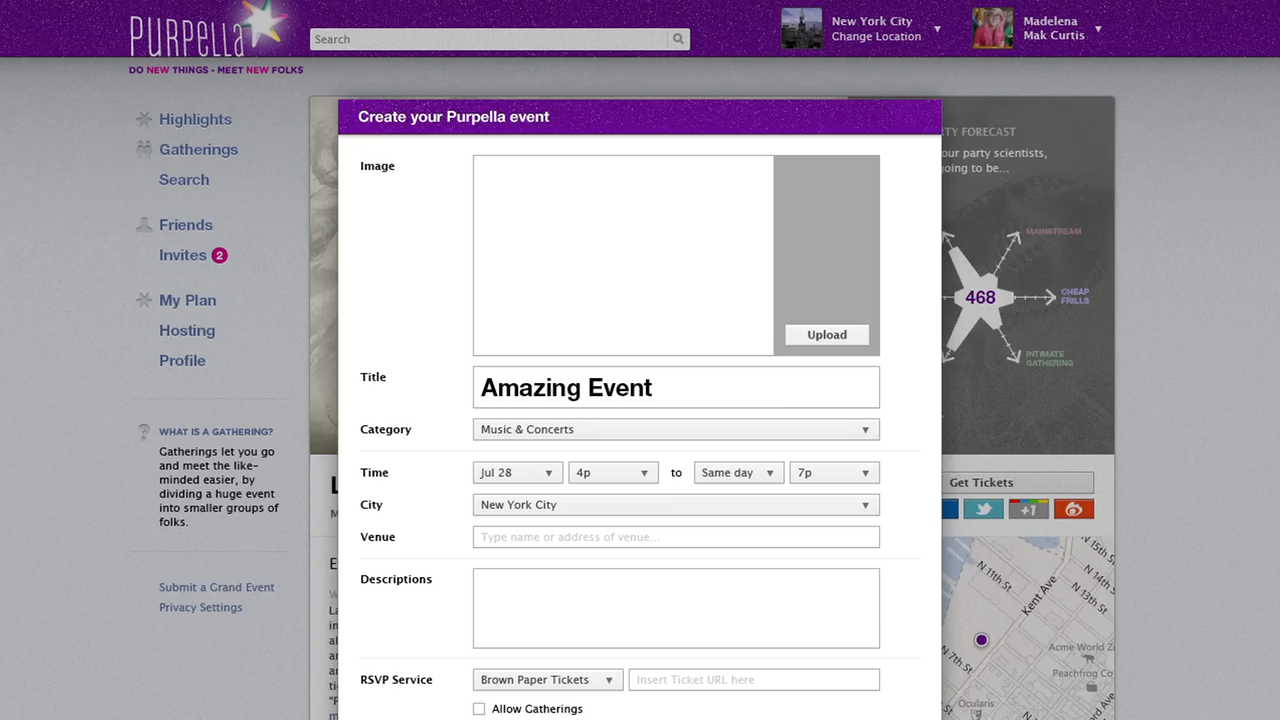 PURPELLA
DO NEW THINGS - MEET NEW FOLKS
Search
New York City
Change Location
Madelena
Mak Curtis
Highlights
Gatherings
Search
Friends
Invites 2
My Plan
Hosting
Profile
? WHAT IS A GATHERING?
Gatherings let you go
and meet the like-
minded easier, by
dividing a huge event
into smaller groups of
folks.
Submit a Grand Event
Privacy Settings
Create your Purpella event
Image
Upload
Title
Amazing Event
Category
Music & Concerts
Time
Jul 28
4p
to
Same day
7p
City
New York City
Venue
Type name or address of venue...
Descriptions
RSVP Service
Brown Paper Tickets
Insert Ticket URL here
Allow Gatherings
FORECAST
our party scientists,
going to be...
MAINSTREAM
468
CHEAP
FRILLS
INTIMATE
GATHERING
Get Tickets
+1
N 15th St
N 11th St
N 14th St
Kent Ave
N 13th St
N 7th St
Acme World
Peachfrog Co
Ocularis